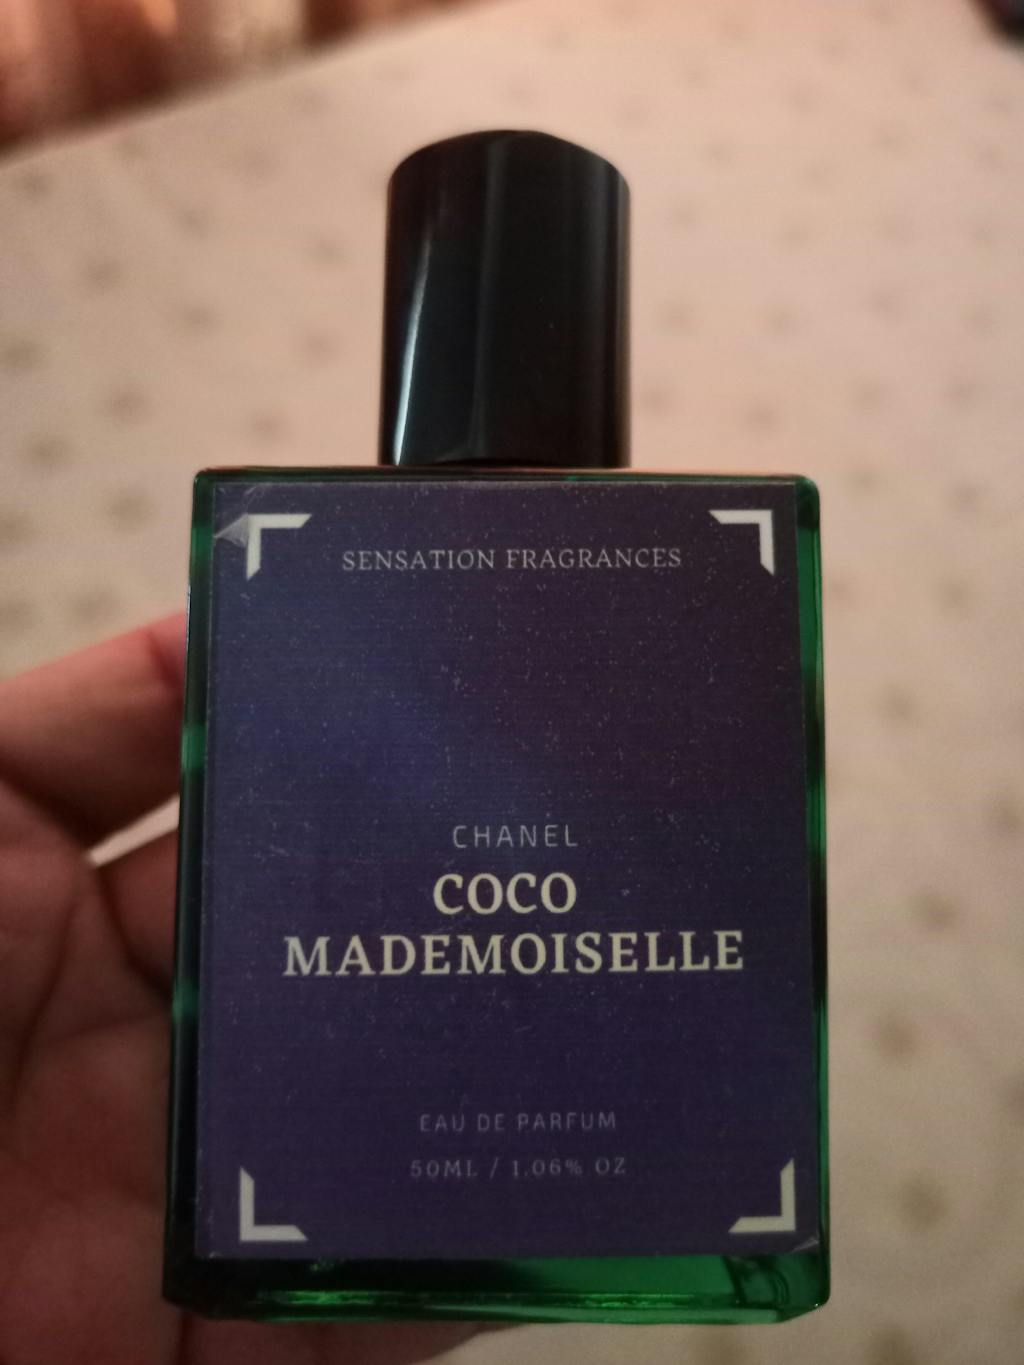 SENSATION FRAGRANCES
CHANEL
COCO
MADEMOISELLE
EAU DE PARFUM
50ML / 1.06% OZ